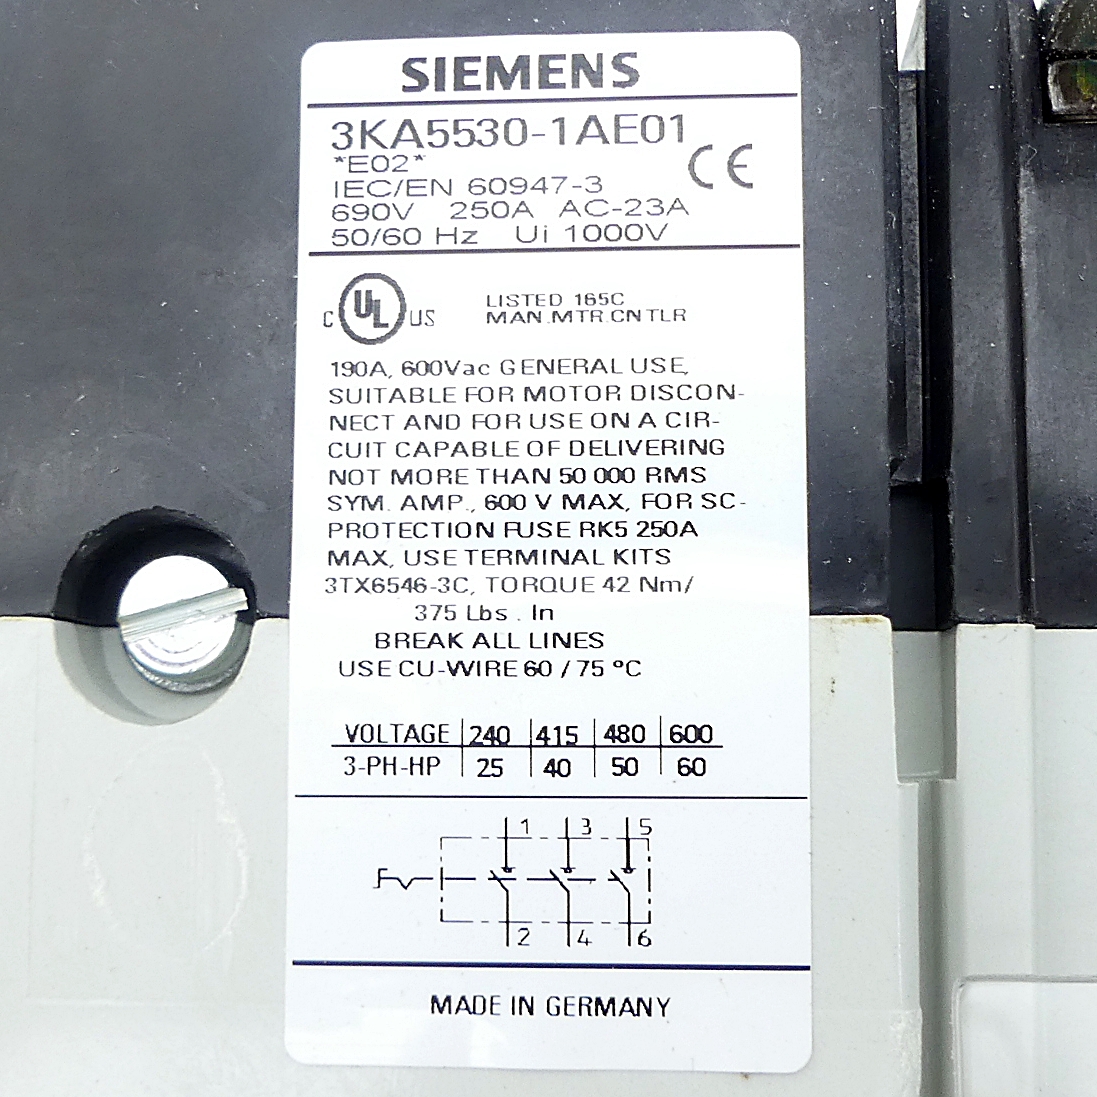 SIEMENS
3KA5530-1AE01
*E02*
CE
IEC/EN 60947-3
690V 250A AC-23A
50/60 Hz Ui 1000V
C UL US
LISTED 165C
MAN.MTR.CNTLR
190A, 600Vac GENERAL USE,
SUITABLE FOR MOTOR DISCON-
NECT AND FOR USE ON A CIR-
CUIT CAPABLE OF DELIVERING
NOT MORE THAN 50 000 RMS
SYM. AMP., 600 V MAX, FOR SC-
PROTECTION FUSE RK5 250A
MAX, USE TERMINAL KITS
3TX6546-3C, TORQUE 42 Nm/
375 Lbs . In
BREAK ALL LINES
USE CU-WIRE 60 / 75 °C
VOLTAGE 240 415 480 600
3-PH-HP 25 40 50 60
1 3 5
2 4 6
MADE IN GERMANY